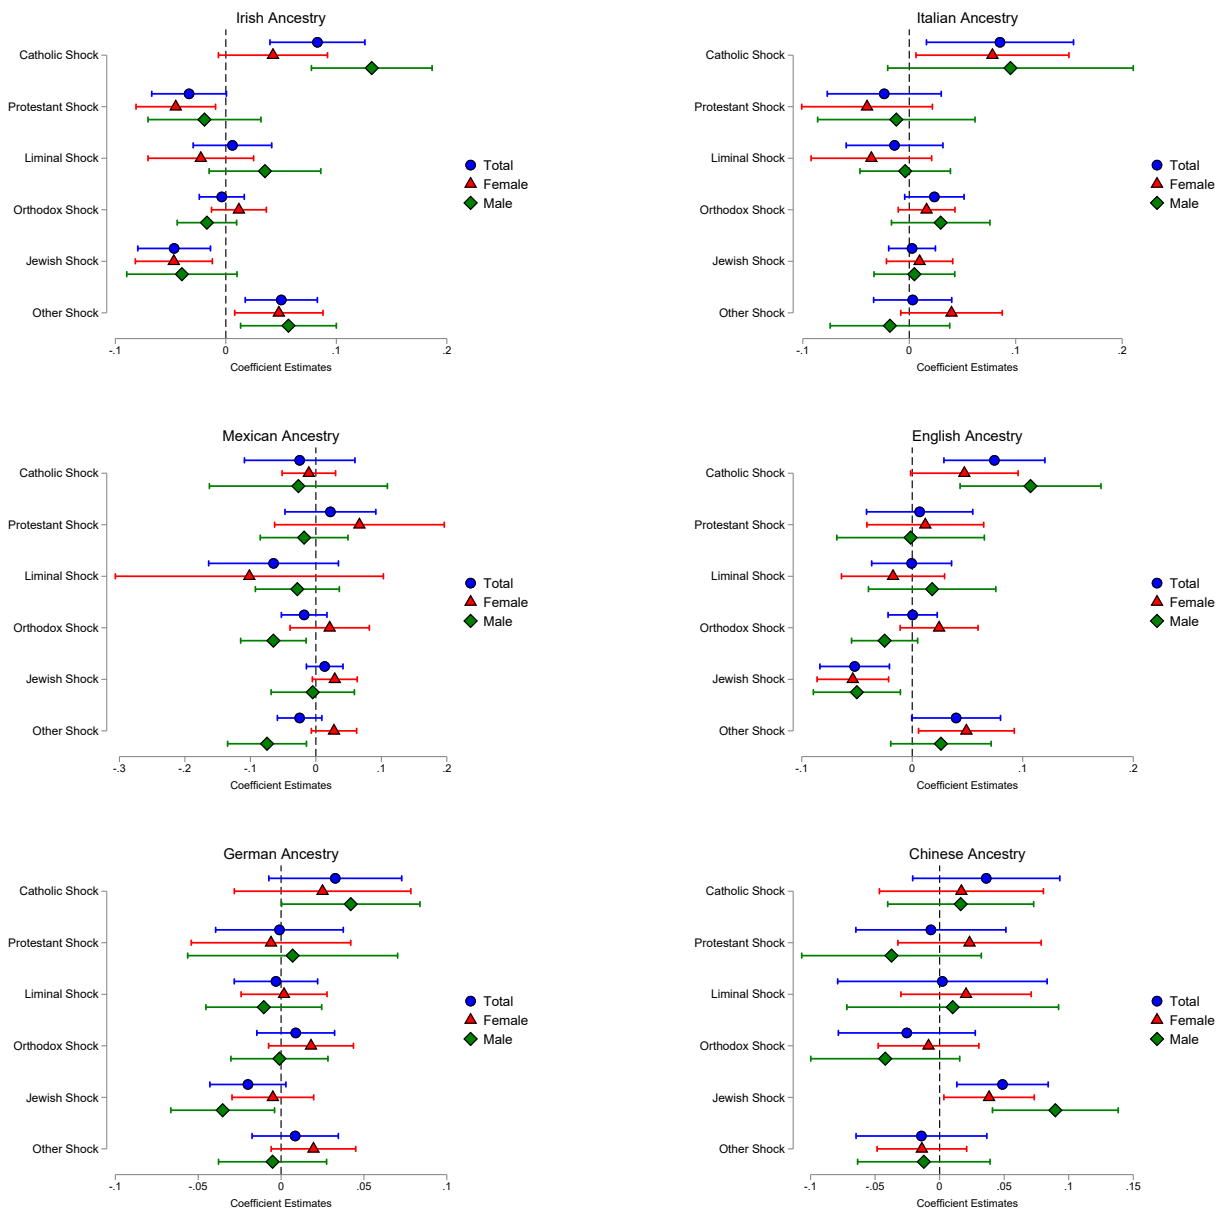 Irish Ancestry
Catholic Shock
Protestant Shock
Liminal Shock
Orthodox Shock
Jewish Shock
Other Shock
-.1 0 .1 .2
Coefficient Estimates
Total
Female
Male
Italian Ancestry
Catholic Shock
Protestant Shock
Liminal Shock
Orthodox Shock
Jewish Shock
Other Shock
-.1 0 .1 .2
Coefficient Estimates
Total
Female
Male
Mexican Ancestry
Catholic Shock
Protestant Shock
Liminal Shock
Orthodox Shock
Jewish Shock
Other Shock
-.3 -.2 -.1 0 .1 .2
Coefficient Estimates
Total
Female
Male
English Ancestry
Catholic Shock
Protestant Shock
Liminal Shock
Orthodox Shock
Jewish Shock
Other Shock
-.1 0 .1 .2
Coefficient Estimates
Total
Female
Male
German Ancestry
Catholic Shock
Protestant Shock
Liminal Shock
Orthodox Shock
Jewish Shock
Other Shock
-.1 -.05 0 .05 .1
Coefficient Estimates
Total
Female
Male
Chinese Ancestry
Catholic Shock
Protestant Shock
Liminal Shock
Orthodox Shock
Jewish Shock
Other Shock
-.1 -.05 0 .05 .1 .15
Coefficient Estimates
Total
Female
Male